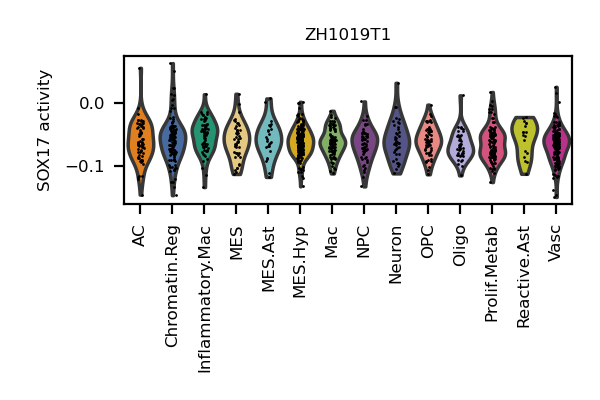 ZH1019T1
SOX17 activity
0.0
−0.1
AC
Chromatin.Reg
Inflammatory.Mac
MES
MES.Ast
MES.Hyp
Mac
NPC
Neuron
OPC
Oligo
Prolif.Metab
Reactive.Ast
Vasc